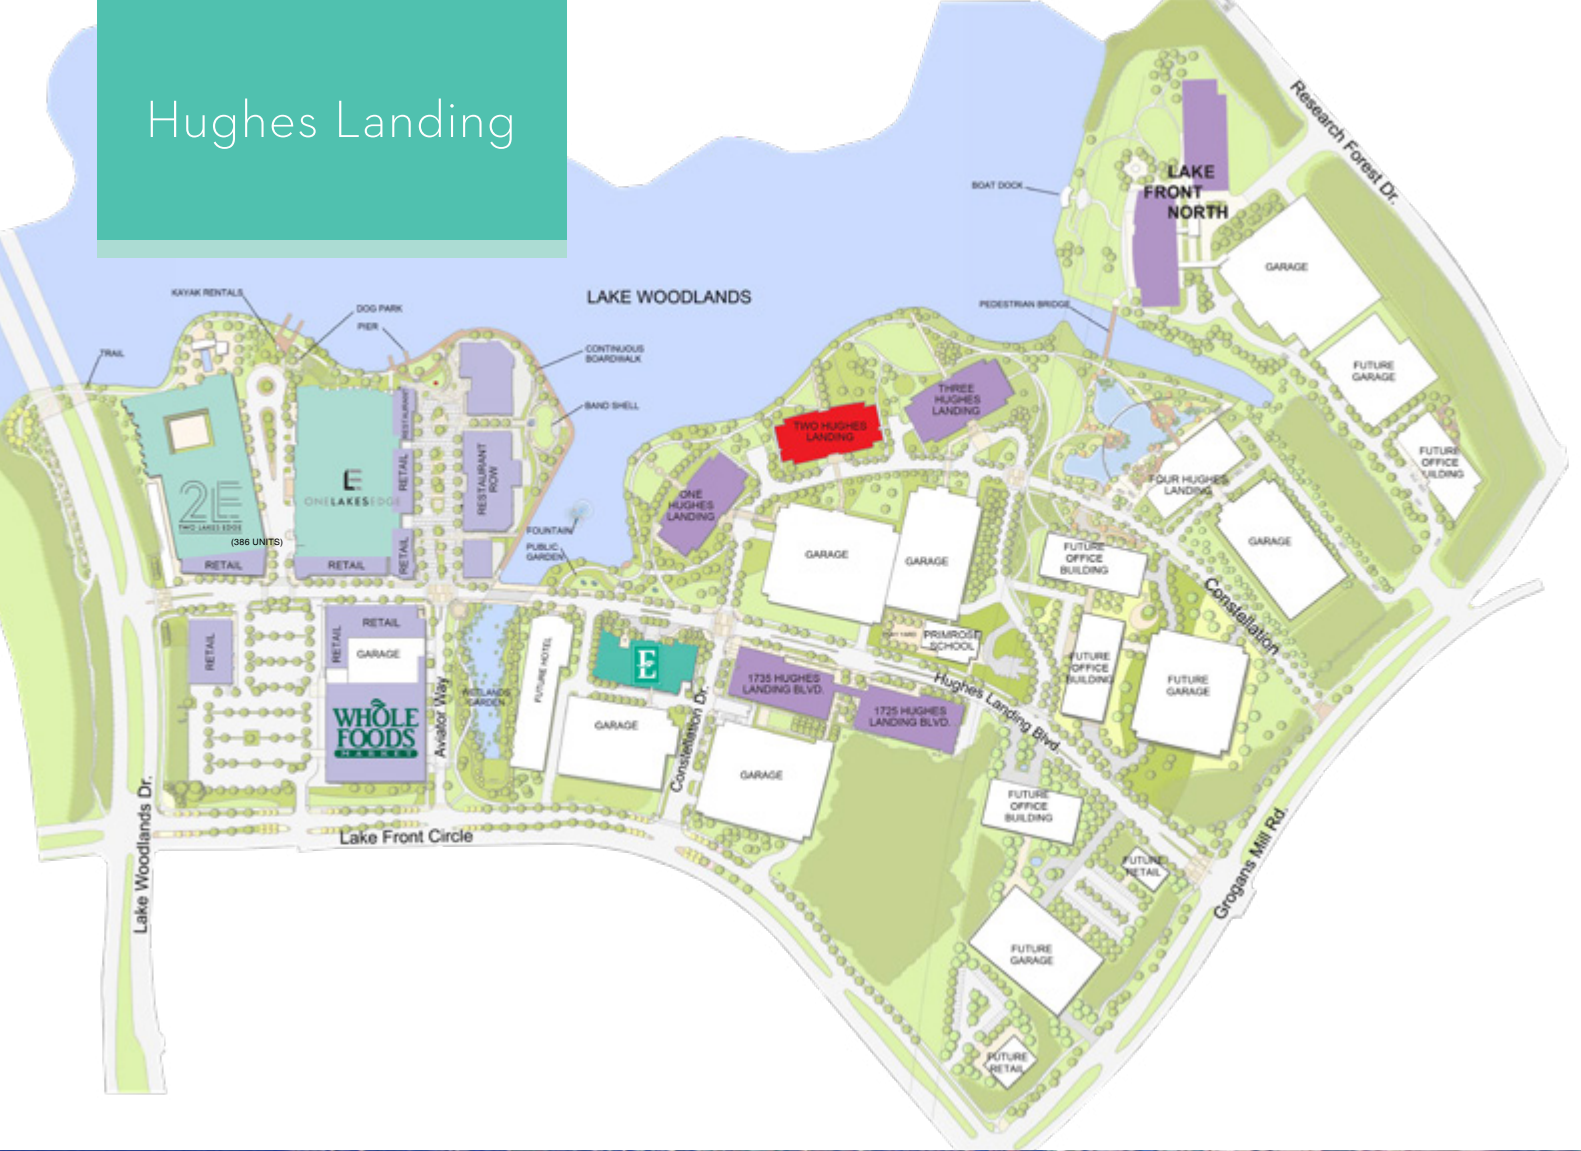 Hughes Landing
Research Forest Dr.
BOAT DOCK
LAKE
FRONT
NORTH
GARAGE
KAYAK RENTALS
DOG PARK
PIER
LAKE WOODLANDS
PEDESTRIAN BRIDGE
TRAIL
CONTINUOUS
BOARDWALK
BAND SHELL
FUTURE
GARAGE
THREE
HUGHES
LANDING
TWO HUGHES
LANDING
RESTAURANT
RETAIL
RESTAURANT
ROW
2E
TWO LAKES EDGE
(386 UNITS)
E
ONE LAKES EDGE
ONE
HUGHES
LANDING
FUTURE
OFFICE
BUILDING
FOUR HUGHES
LANDING
FOUNTAIN
PUBLIC
GARDEN
GARAGE
GARAGE
GARAGE
RETAIL
RETAIL
RETAIL
FUTURE
OFFICE
BUILDING
Constellation
RETAIL
RETAIL
RETAIL
GARAGE
WHOLE
FOODS
MARKET
Aviator Way
WETLANDS
GARDEN
FUTURE HOTEL
E
GARAGE
Constellation Dr.
1735 HUGHES
LANDING BLVD.
1725 HUGHES
LANDING BLVD.
PLAY YARD
PRIMROSE
SCHOOL
Hughes Landing Blvd.
FUTURE
OFFICE
BUILDING
FUTURE
GARAGE
GARAGE
FUTURE
OFFICE
BUILDING
FUTURE
RETAIL
Lake Woodlands Dr.
Lake Front Circle
Grogans Mill Rd.
FUTURE
GARAGE
FUTURE
RETAIL